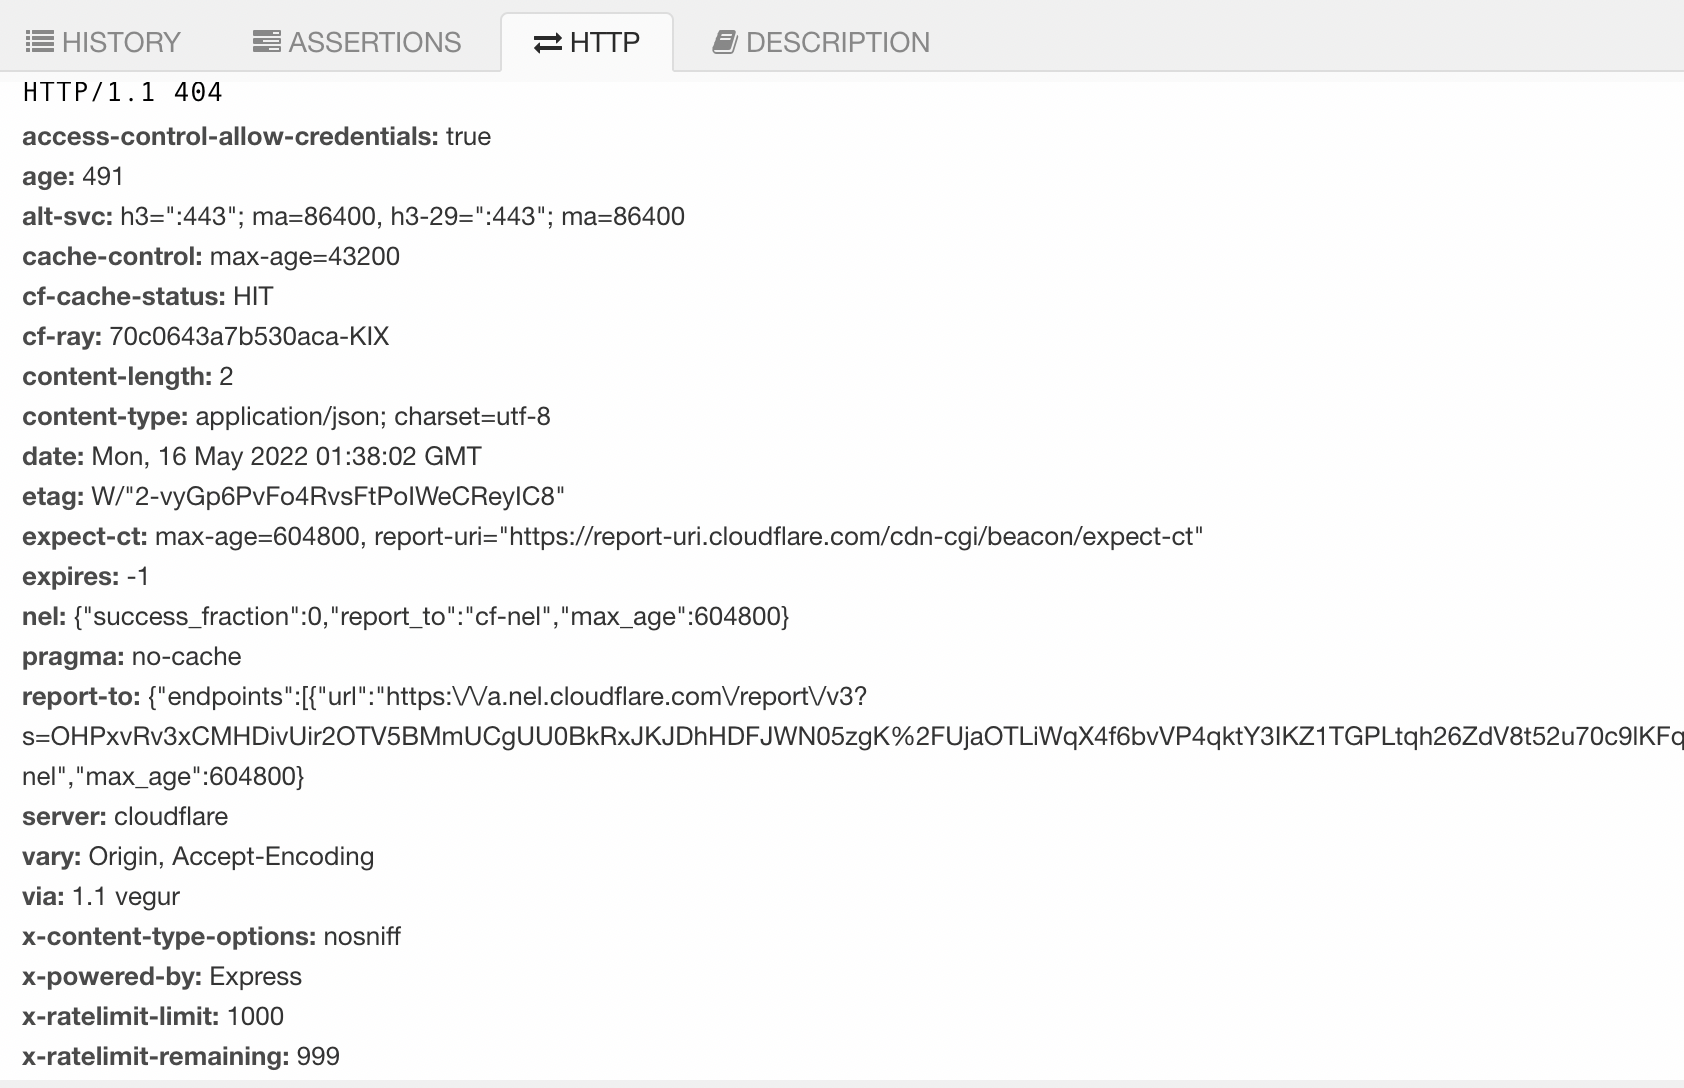 HISTORY ASSERTIONS HTTP DESCRIPTION
HTTP/1.1 404
access-control-allow-credentials: true
age: 491
alt-svc: h3=":443"; ma=86400, h3-29=":443"; ma=86400
cache-control: max-age=43200
cf-cache-status: HIT
cf-ray: 70c0643a7b530aca-KIX
content-length: 2
content-type: application/json; charset=utf-8
date: Mon, 16 May 2022 01:38:02 GMT
etag: W/"2-vyGp6PvFo4RvsFtPoIWeCReyIC8"
expect-ct: max-age=604800, report-uri="https://report-uri.cloudflare.com/cdn-cgi/beacon/expect-ct"
expires: -1
nel: {"success_fraction":0,"report_to":"cf-nel","max_age":604800}
pragma: no-cache
report-to: {"endpoints":[{"url":"https:\/\/a.nel.cloudflare.com\/report\/v3?
s=OHPxvRv3xCMHDivUir2OTV5BMmUCgUU0BkRxJKJDhHDFJWN05zgK%2FUjaOTLiWqX4f6bvVP4qktY3IKZ1TGPLtqh26ZdV8t52u70c9lKFq
nel","max_age":604800}
server: cloudflare
vary: Origin, Accept-Encoding
via: 1.1 vegur
x-content-type-options: nosniff
x-powered-by: Express
x-ratelimit-limit: 1000
x-ratelimit-remaining: 999